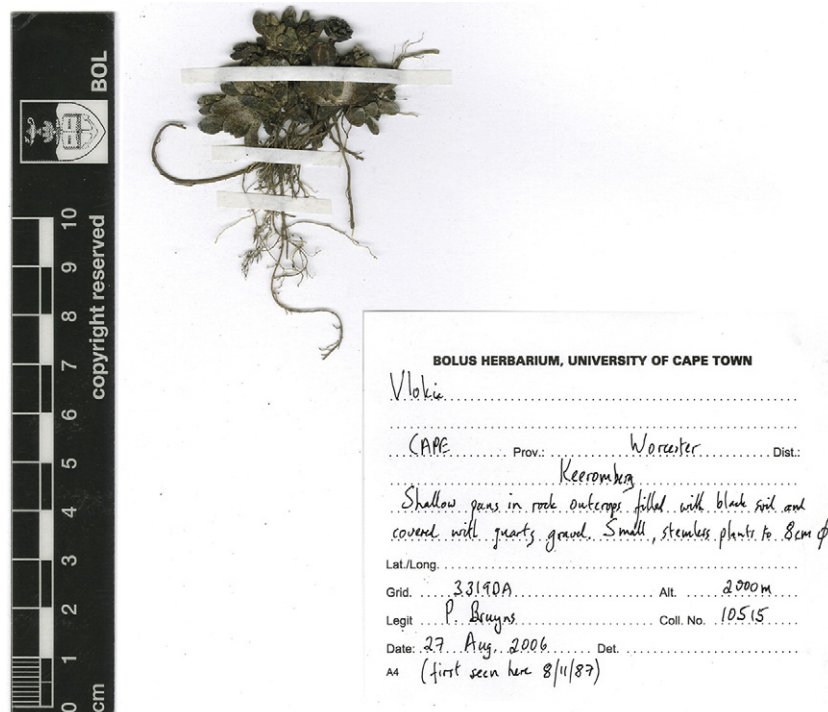 BOL
copyright reserved
10
9
8
7
6
5
4
3
2
1
0
cm
BOLUS HERBARIUM, UNIVERSITY OF CAPE TOWN
Vlokia
CAPE Prov.: Worcester Dist.:
Keeromberg
Shallow pans in rock outcrops filled with black soil and
covered with quartz gravel. Small, stemless plants to 8cm ϕ
Lat./Long.
Grid. 3319DA Alt. 2000m
Legit P. Bruyns Coll. No. 10515
Date: 27 Aug. 2006 Det.
A4 (first seen here 8/11/87)